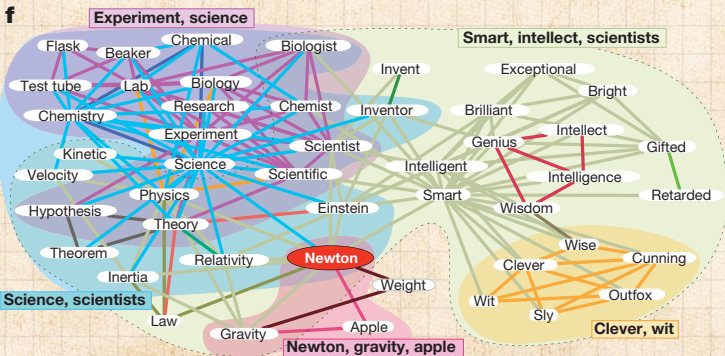 f
Experiment, science
Smart, intellect, scientists
Flask
Beaker
Chemical
Biologist
Invent
Exceptional
Test tube
Lab
Biology
Bright
Chemistry
Research
Chemist
Inventor
Brilliant
Experiment
Genius
Intellect
Gifted
Kinetic
Science
Scientist
Intelligent
Velocity
Scientific
Intelligence
Physics
Smart
Retarded
Hypothesis
Theory
Einstein
Wisdom
Theorem
Relativity
Newton
Wise
Inertia
Clever
Cunning
Science, scientists
Weight
Wit
Outfox
Law
Sly
Gravity
Apple
Clever, wit
Newton, gravity, apple